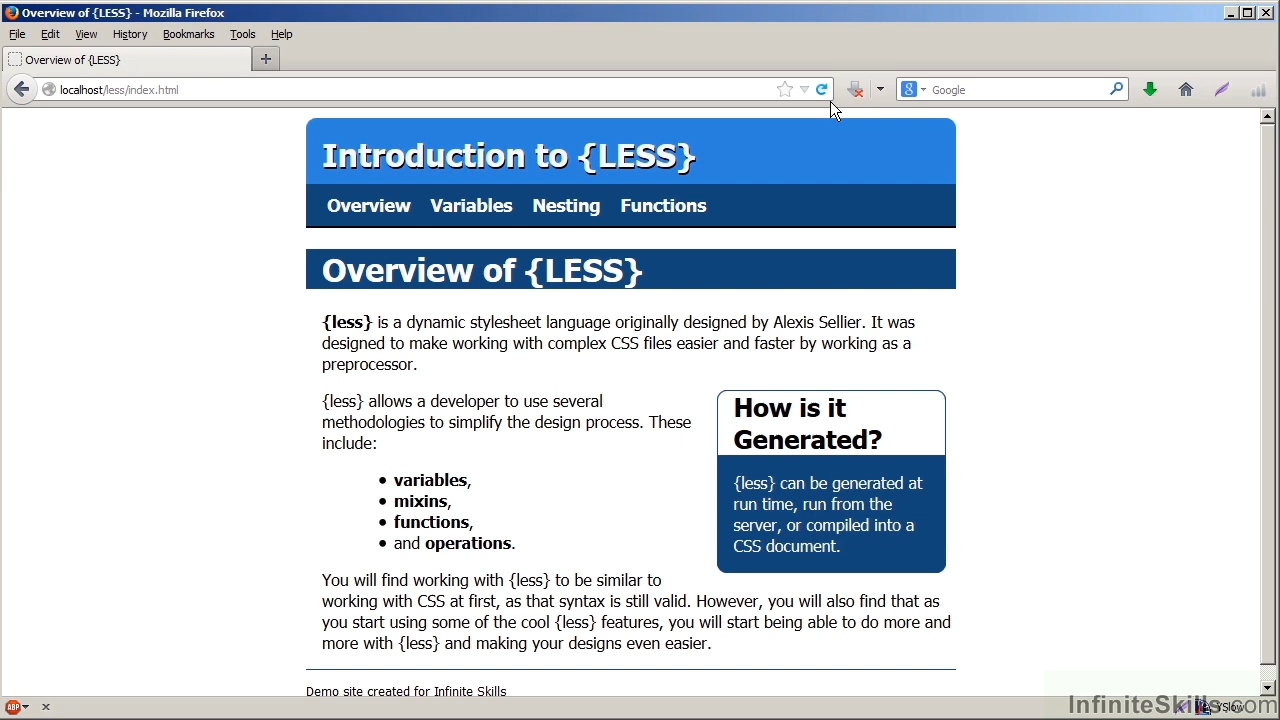 Overview of {LESS} - Mozilla Firefox
File Edit View History Bookmarks Tools Help
Overview of {LESS}
localhost/less/index.html
Google
Introduction to {LESS}
Overview Variables Nesting Functions
Overview of {LESS}
{less} is a dynamic stylesheet language originally designed by Alexis Sellier. It was
designed to make working with complex CSS files easier and faster by working as a
preprocessor.
{less} allows a developer to use several
methodologies to simplify the design process. These
include:
• variables,
• mixins,
• functions,
• and operations.
How is it
Generated?
{less} can be generated at
run time, run from the
server, or compiled into a
CSS document.
You will find working with {less} to be similar to
working with CSS at first, as that syntax is still valid. However, you will also find that as
you start using some of the cool {less} features, you will start being able to do more and
more with {less} and making your designs even easier.
Demo site created for Infinite Skills
ABP
YSlow
InfiniteSkills.com